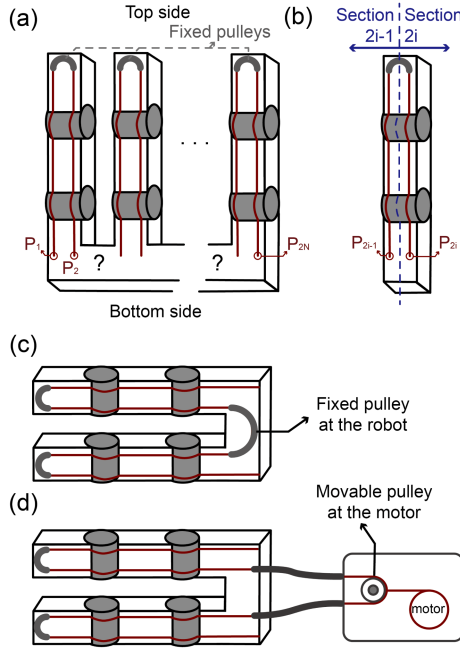 (a)
Top side
Fixed pulleys
. . .
P1
P2
?
?
P2N
Bottom side
(b)
Section
Section
2i-1
2i
P2i-1
P2i
(c)
Fixed pulley
at the robot
(d)
Movable pulley
at the motor
motor